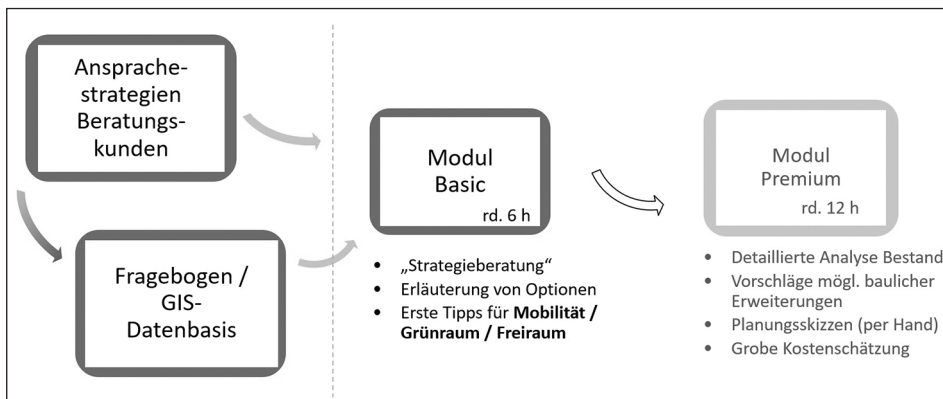 Ansprache-
strategien
Beratungs-
kunden
Fragebogen /
GIS-
Datenbasis
Modul
Basic
rd. 6 h
• „Strategieberatung“
• Erläuterung von Optionen
• Erste Tipps für Mobilität /
Grünraum / Freiraum
Modul
Premium
rd. 12 h
• Detaillierte Analyse Bestand
• Vorschläge mögl. baulicher
Erweiterungen
• Planungsskizzen (per Hand)
• Grobe Kostenschätzung